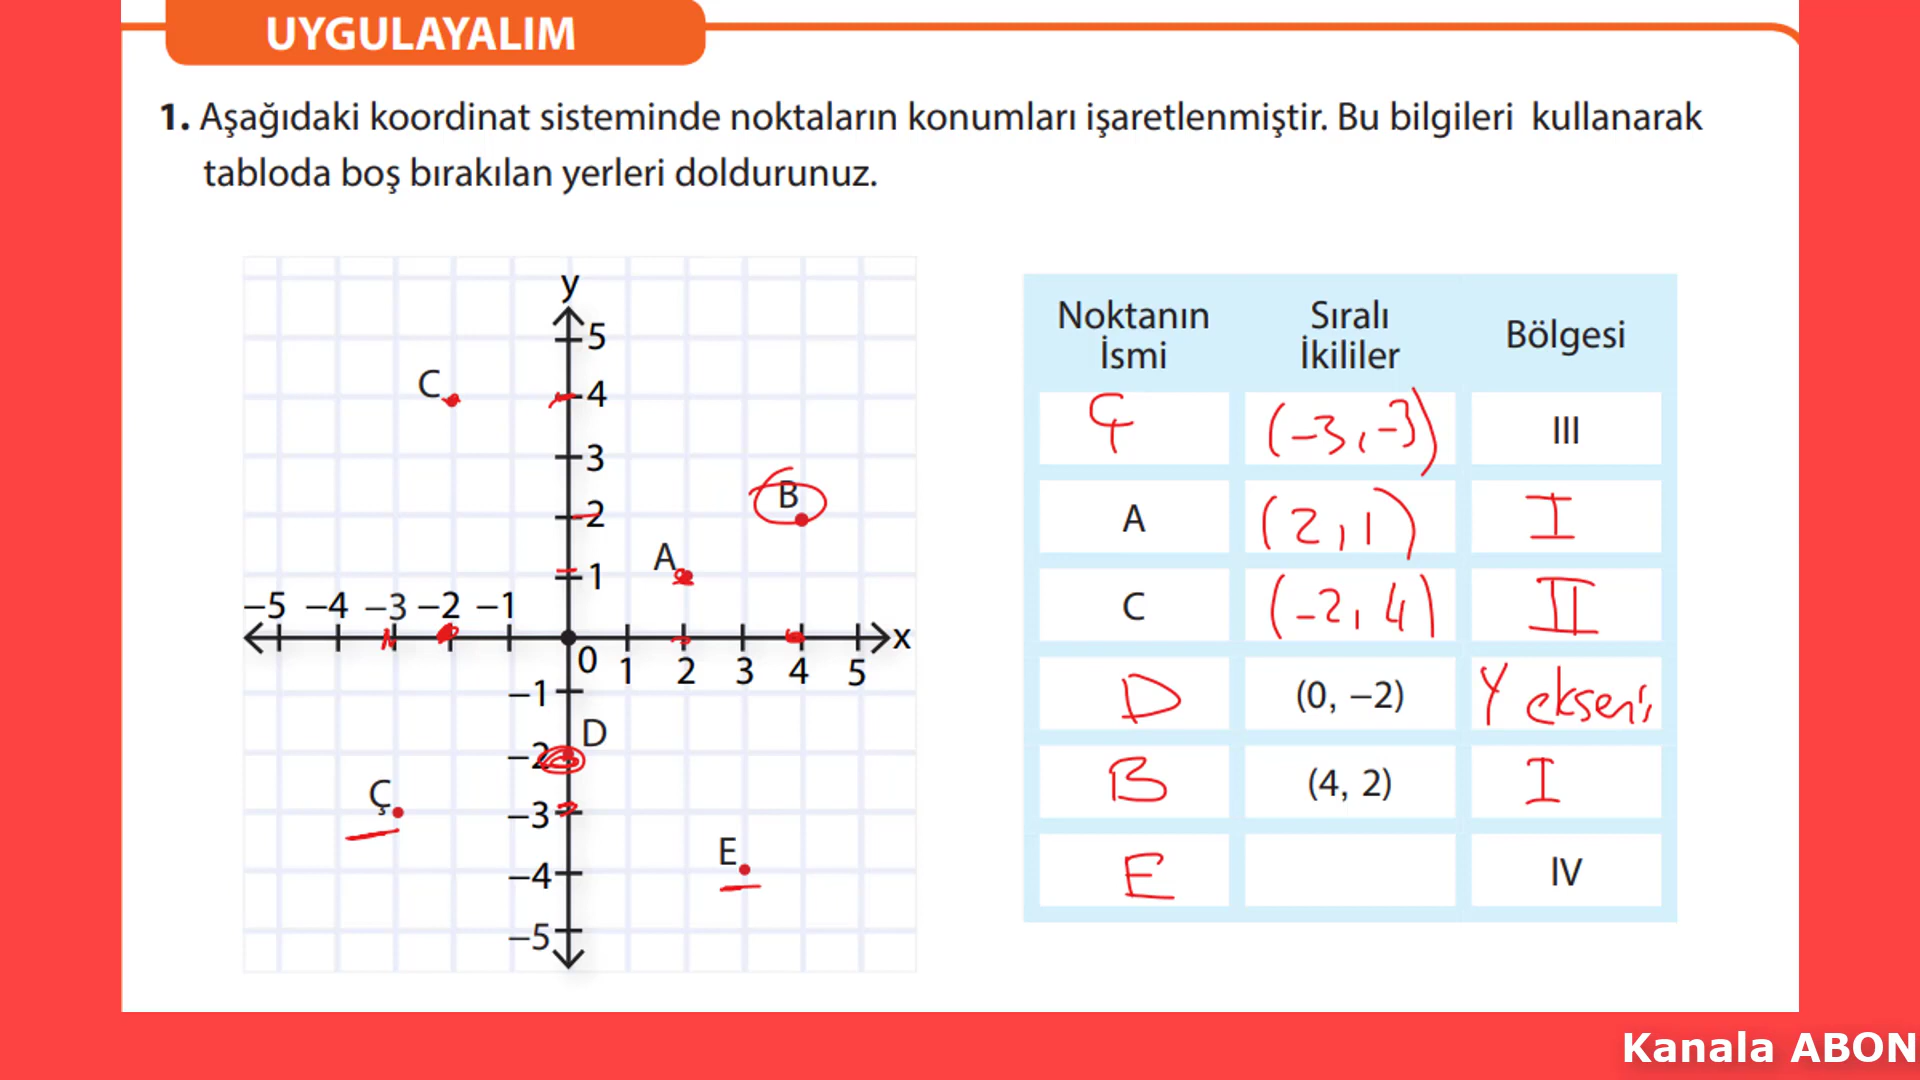 UYGULAYALIM
1. Aşağıdaki koordinat sisteminde noktaların konumları işaretlenmiştir. Bu bilgileri kullanarak
tabloda boş bırakılan yerleri doldurunuz.
y
5
4
3
2
1
C
B
A
−5 −4 −3 −2 −1
x
0 1 2 3 4 5
−1
−2
−3
−4
−5
D
Ç
E
Noktanın İsmi Sıralı İkililer Bölgesi
Ç (−3, −3) III
A (2, 1) I
C (−2, 4) II
D (0, −2) Y ekseni
B (4, 2) I
E IV
Kanala ABON